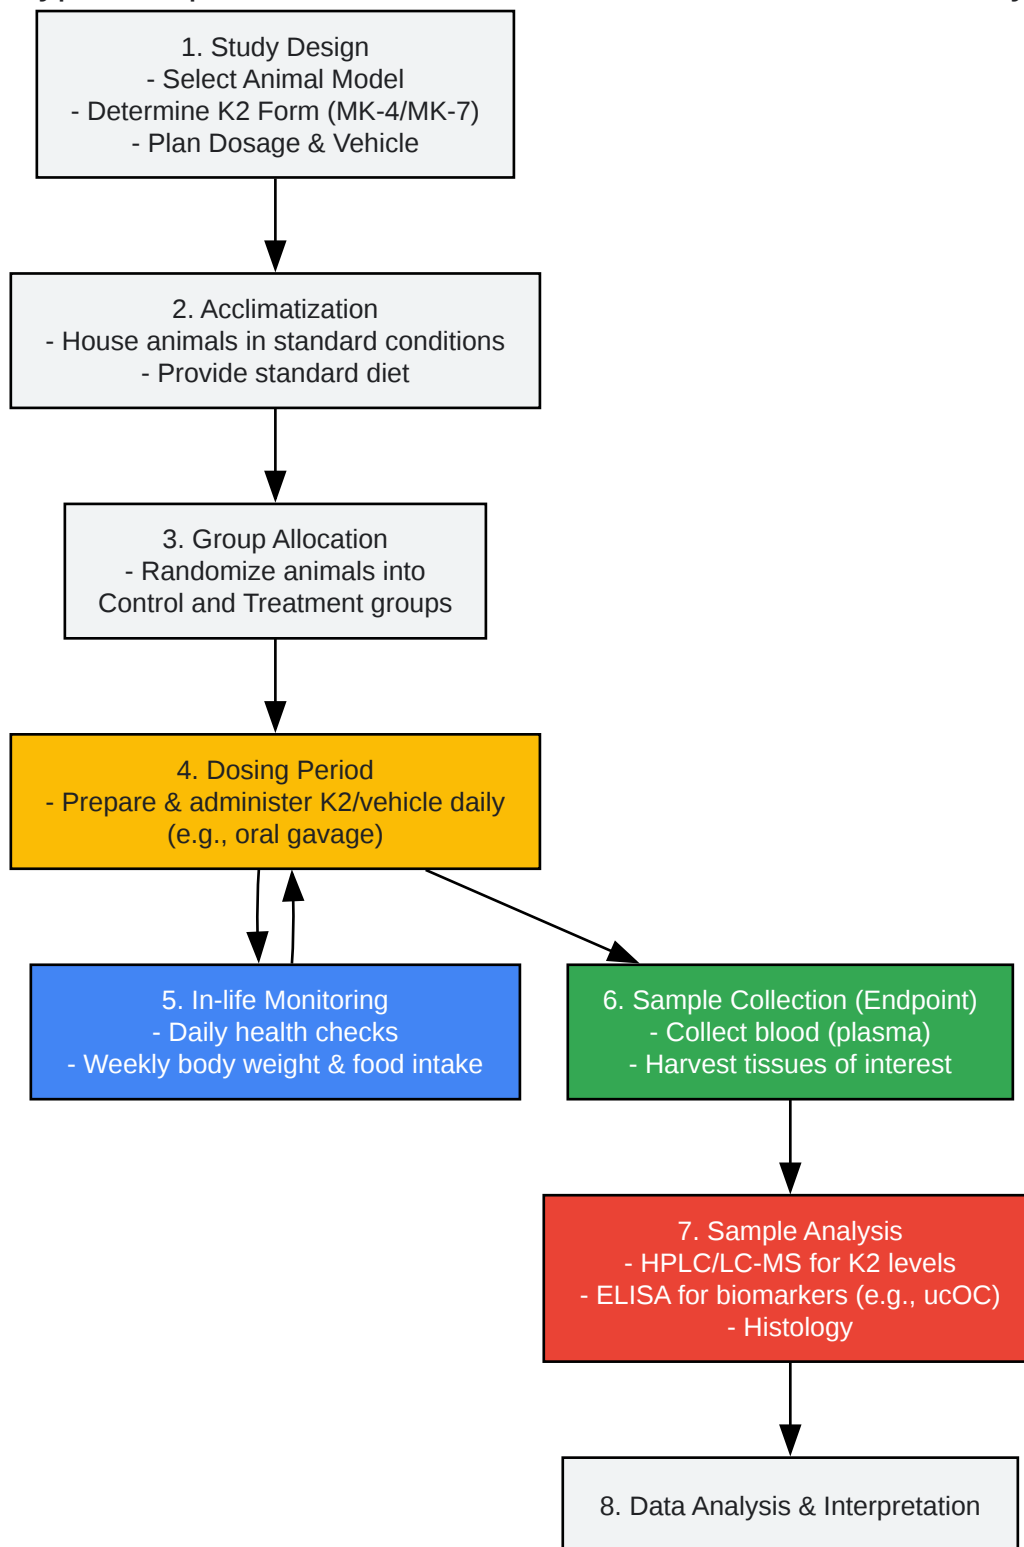 1. Study Design
- Select Animal Model
- Determine K2 Form (MK-4/MK-7)
- Plan Dosage & Vehicle
2. Acclimatization
- House animals in standard conditions
- Provide standard diet
3. Group Allocation
- Randomize animals into
Control and Treatment groups
4. Dosing Period
- Prepare & administer K2/vehicle daily
(e.g., oral gavage)
5. In-life Monitoring
- Daily health checks
- Weekly body weight & food intake
6. Sample Collection (Endpoint)
- Collect blood (plasma)
- Harvest tissues of interest
7. Sample Analysis
- HPLC/LC-MS for K2 levels
- ELISA for biomarkers (e.g., ucOC)
- Histology
8. Data Analysis & Interpretation